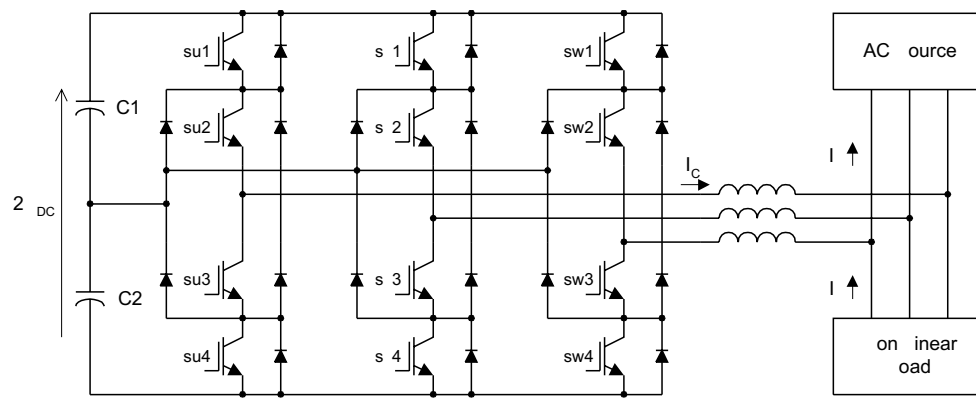 su1
s 1
sw1
AC ource
C1
su2
s 2
sw2
I
I
C
2 DC
su3
s 3
sw3
C2
I
su4
s 4
sw4
on inear
oad